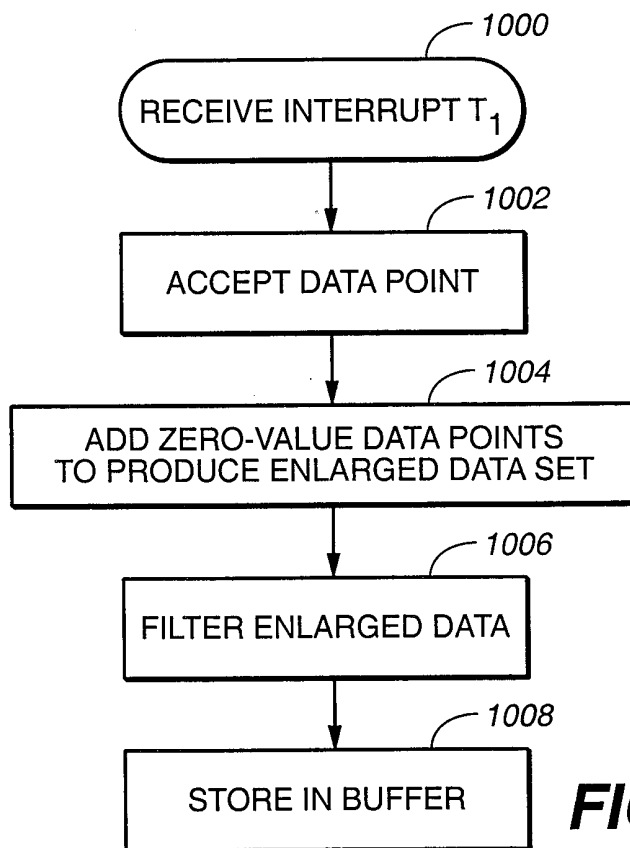 1000
RECEIVE INTERRUPT T1
1002
ACCEPT DATA POINT
1004
ADD ZERO-VALUE DATA POINTS
TO PRODUCE ENLARGED DATA SET
1006
FILTER ENLARGED DATA
1008
STORE IN BUFFER